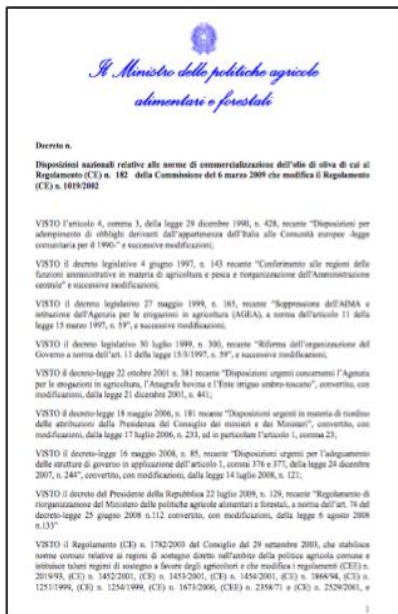 Il Ministro delle politiche agricole
alimentari e forestali
Decreto n.
Disposizioni nazionali relative alle norme di commercializzazione dell'olio di oliva di cui al
Regolamento (CE) n. 182 della Commissione del 6 marzo 2009 che modifica il Regolamento
(CE) n. 1019/2002
VISTO l'articolo 4, comma 3, della legge 29 dicembre 1990, n. 428, recante "Disposizioni per
adempimento di obblighi derivanti dall'appartenenza dell'Italia alle Comunità europee -legge
comunitaria per il 1990-" e successive modificazioni;
VISTO il decreto legislativo 4 giugno 1997, n. 143 recante "Conferimento alle regioni delle
funzioni amministrative in materia di agricoltura e pesca e riorganizzazione dell'Amministrazione
centrale" e successive modificazioni;
VISTO il decreto legislativo 27 maggio 1999, n. 165, recante "Soppressione dell'AIMA e
istituzione dell'Agenzia per le erogazioni in agricoltura (AGEA), a norma dell'articolo 11 della
legge 15 marzo 1997, n. 59", e successive modificazioni;
VISTO il decreto legislativo 30 luglio 1999, n. 300, recante "Riforma dell'organizzazione del
Governo a norma dell'art. 11 della legge 15/3/1997, n. 59", e successive modificazioni;
VISTO il decreto-legge 22 ottobre 2001 n. 381 recante "Disposizioni urgenti concernenti l'Agenzia
per le erogazioni in agricoltura, l'Anagrafe bovina e l'Ente irriguo umbro-toscano", convertito, con
modificazioni, dalla legge 21 dicembre 2001, n. 441;
VISTO il decreto-legge 18 maggio 2006, n. 181 recante "Disposizioni urgenti in materia di riordino
delle attribuzioni della Presidenza del Consiglio dei ministri e dei Ministeri", convertito, con
modificazioni, dalla legge 17 luglio 2006, n. 233, ed in particolare l'articolo 1, comma 23;
VISTO il decreto-legge 16 maggio 2008, n. 85, recante "Disposizioni urgenti per l'adeguamento
delle strutture di governo in applicazione dell'articolo 1, commi 376 e 377, della legge 24 dicembre
2007, n. 244", convertito, con modificazioni, dalla legge 14 luglio 2008, n. 121;
VISTO il decreto del Presidente della Repubblica 22 luglio 2009, n. 129, recante "Regolamento di
riorganizzazione del Ministero delle politiche agricole alimentari e forestali, a norma dell'art. 74 del
decreto-legge 25 giugno 2008 n.112 convertito, con modificazioni, dalla legge 6 agosto 2008
n.133"
VISTO il Regolamento (CE) n. 1782/2003 del Consiglio del 29 settembre 2003, che stabilisce
norme comuni relative ai regimi di sostegno diretto nell'ambito della politica agricola comune e
istituisce taluni regimi di sostegno a favore degli agricoltori e che modifica i regolamenti (CEE) n.
2019/93, (CE) n. 1452/2001, (CE) n. 1453/2001, (CE) n. 1454/2001, (CE) n. 1868/94, (CE) n.
1251/1999, (CE) n. 1254/1999, (CE) n. 1673/2000, (CEE) n. 2358/71 e (CE) n. 2529/2001, e
1